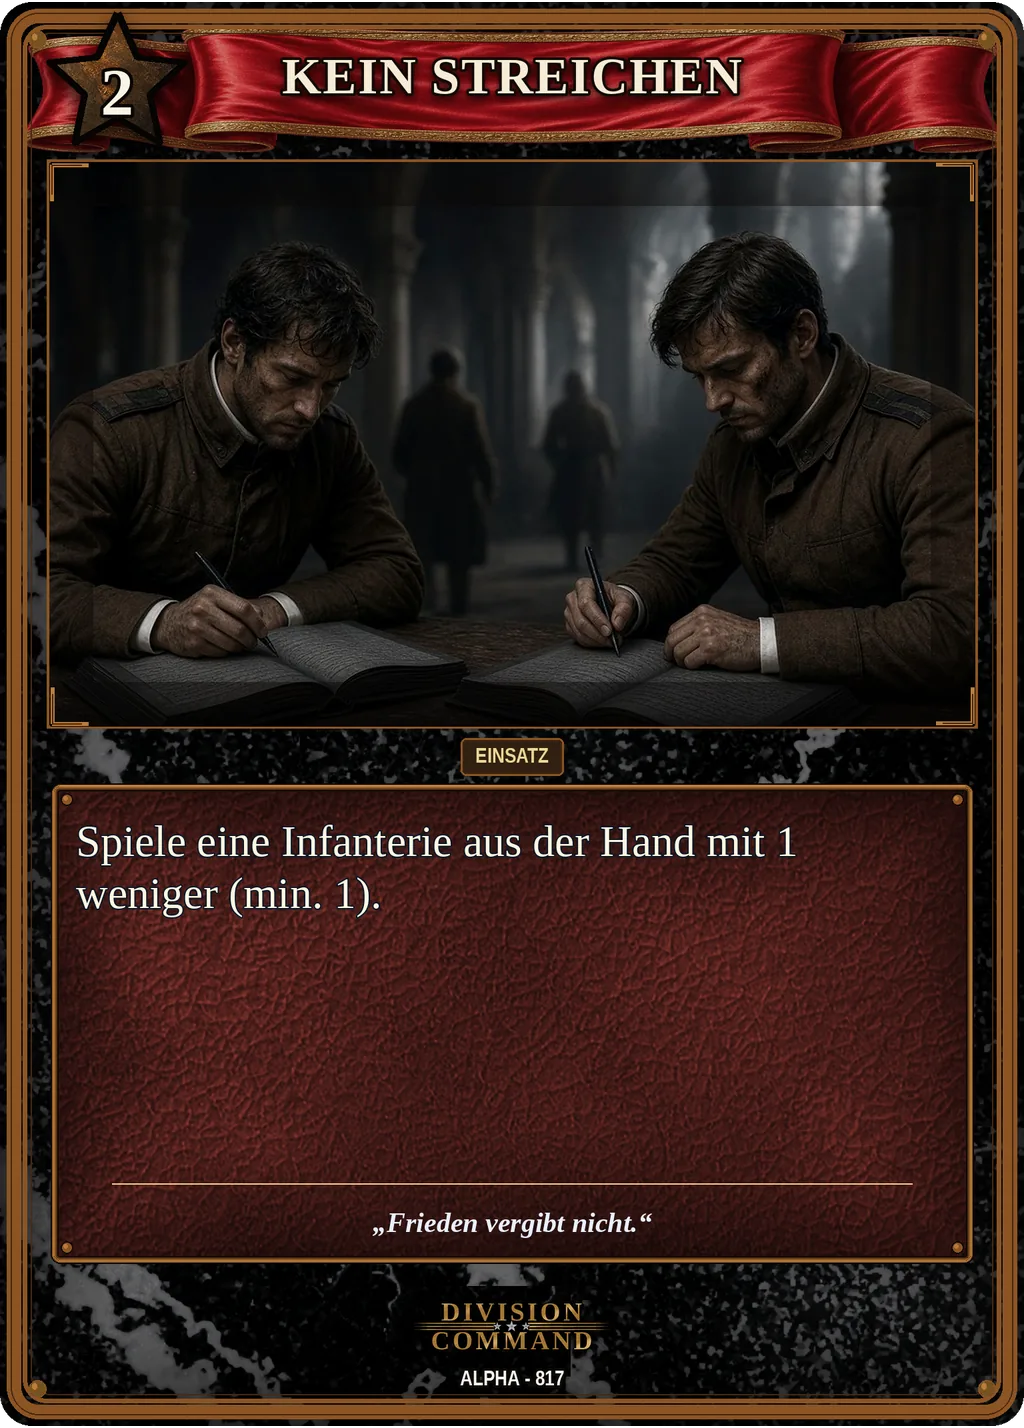 2
KEIN STREICHEN
EINSATZ
Spiele eine Infanterie aus der Hand mit 1
weniger (min. 1).
„Frieden vergibt nicht.“
DIVISION
COMMAND
ALPHA - 817